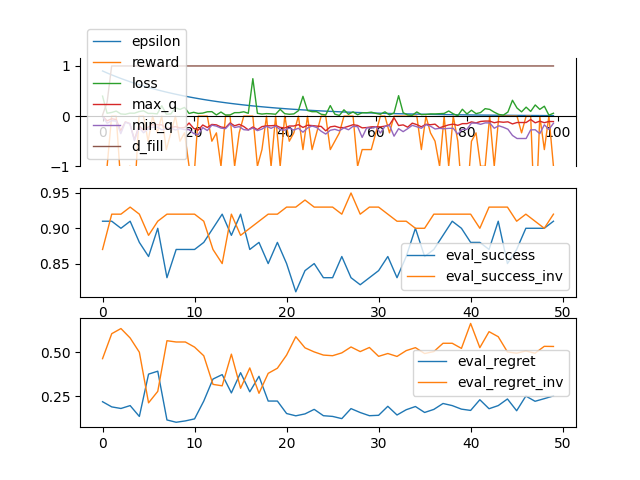 epsilon
reward
loss
max_q
min_q
d_fill
1
0
−1
0 20 40 60 80 100
0.95
0.90
0.85
eval_success
eval_success_inv
0 10 20 30 40 50
0.50
0.25
eval_regret
eval_regret_inv
0 10 20 30 40 50